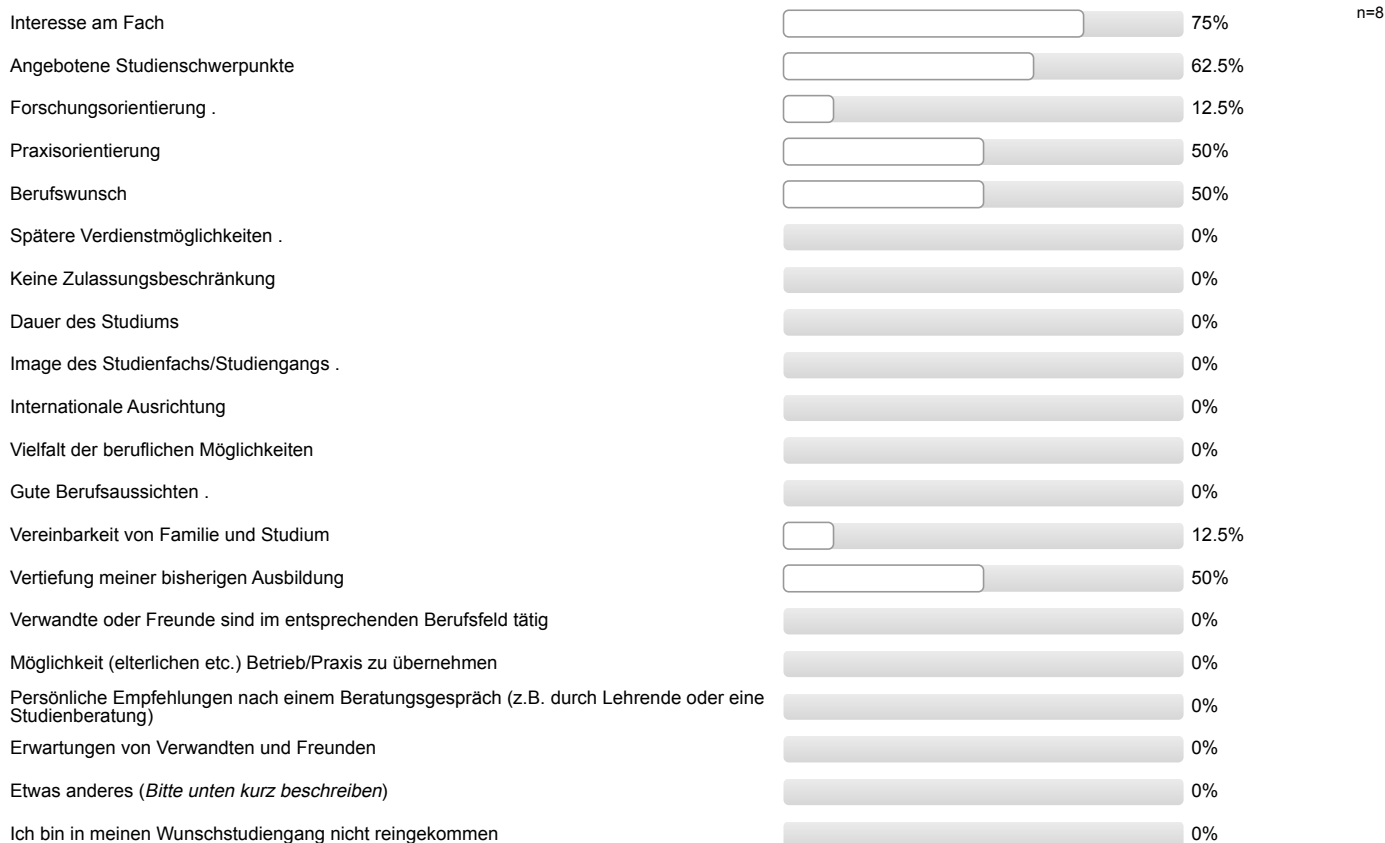 Interesse am Fach 75% n=8
Angebotene Studienschwerpunkte 62.5%
Forschungsorientierung . 12.5%
Praxisorientierung 50%
Berufswunsch 50%
Spätere Verdienstmöglichkeiten . 0%
Keine Zulassungsbeschränkung 0%
Dauer des Studiums 0%
Image des Studienfachs/Studiengangs . 0%
Internationale Ausrichtung 0%
Vielfalt der beruflichen Möglichkeiten 0%
Gute Berufsaussichten . 0%
Vereinbarkeit von Familie und Studium 12.5%
Vertiefung meiner bisherigen Ausbildung 50%
Verwandte oder Freunde sind im entsprechenden Berufsfeld tätig 0%
Möglichkeit (elterlichen etc.) Betrieb/Praxis zu übernehmen 0%
Persönliche Empfehlungen nach einem Beratungsgespräch (z.B. durch Lehrende oder eine
Studienberatung) 0%
Erwartungen von Verwandten und Freunden 0%
Etwas anderes (Bitte unten kurz beschreiben) 0%
Ich bin in meinen Wunschstudiengang nicht reingekommen 0%